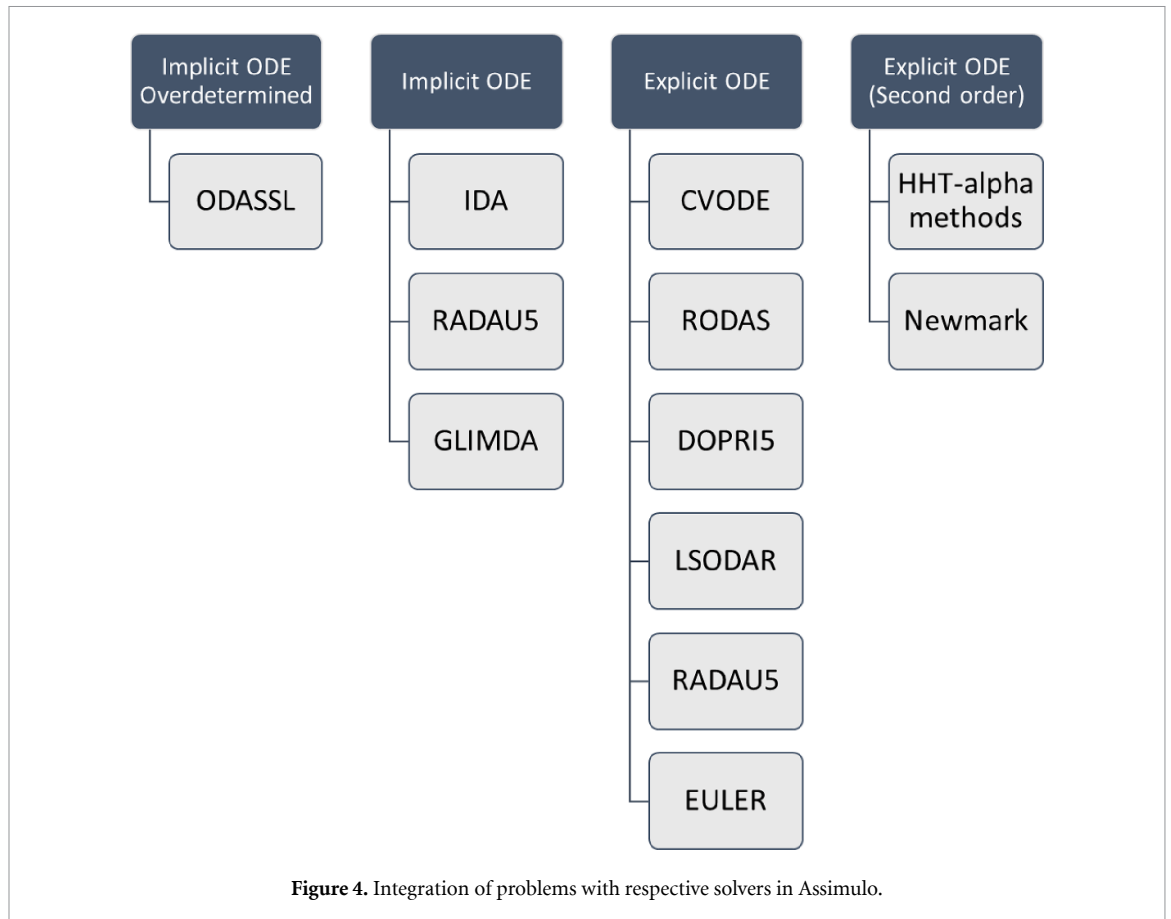 Implicit ODE
Overdetermined
ODASSL
Implicit ODE
IDA
RADAU5
GLIMDA
Explicit ODE
CVODE
RODAS
DOPRI5
LSODAR
RADAU5
EULER
Explicit ODE
(Second order)
HHT-alpha
methods
Newmark
Figure 4. Integration of problems with respective solvers in Assimulo.